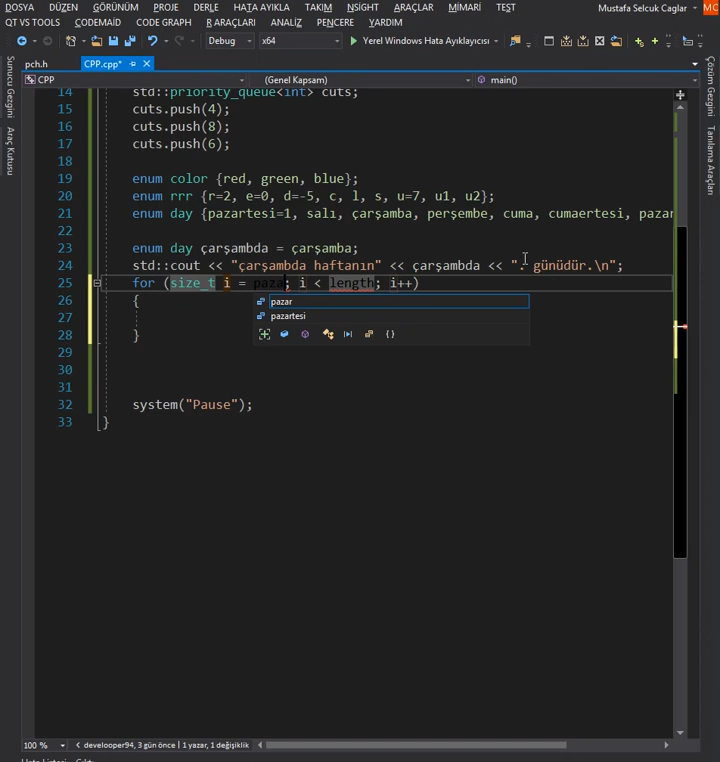 DOSYA DÜZEN GÖRÜNÜM PROJE DERLE HATA AYIKLA TAKIM NSİGHT ARAÇLAR MİMARİ TEST Mustafa Selcuk Caglar MC
QT VS TOOLS CODEMAID CODE GRAPH R ARAÇLARI ANALİZ PENCERE YARDIM
Debug x64 Yerel Windows Hata Ayıklayıcısı
pch.h CPP.cpp*
CPP (Genel Kapsam) main()
Sunucu Gezgini
Araç Kutusu
Çözüm Gezgini
Tanılama Araçları
14 std::priority_queue<int> cuts;
15 cuts.push(4);
16 cuts.push(8);
17 cuts.push(6);
18
19 enum color {red, green, blue};
20 enum rrr {r=2, e=0, d=-5, c, l, s, u=7, u1, u2};
21 enum day {pazartesi=1, salı, çarşamba, perşembe, cuma, cumaertesi, pazar
22
23 enum day çarşambda = çarşamba;
24 std::cout << "çarşambda haftanın" << çarşambda << ". günüdür.\n";
25 for (size_t i = paza; i < length; i++)
26 {
pazar
27
pazartesi
28 }
29
30
31
32 system("Pause");
33 }
100 % develooper94, 3 gün önce | 1 yazar, 1 değişiklik